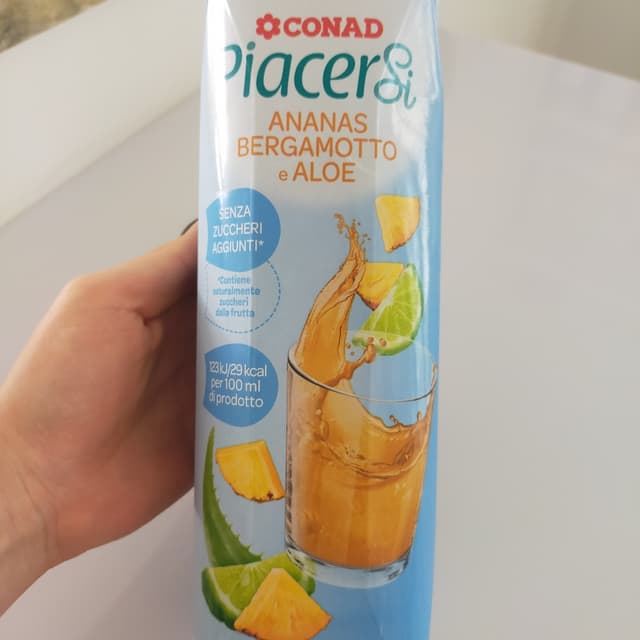 CONAD
PiacerSi
ANANAS
BERGAMOTTO
e ALOE
SENZA
ZUCCHERI
AGGIUNTI*
*Contiene
naturalmente
zuccheri
della frutta
123 kJ/29 kcal
per 100 ml
di prodotto